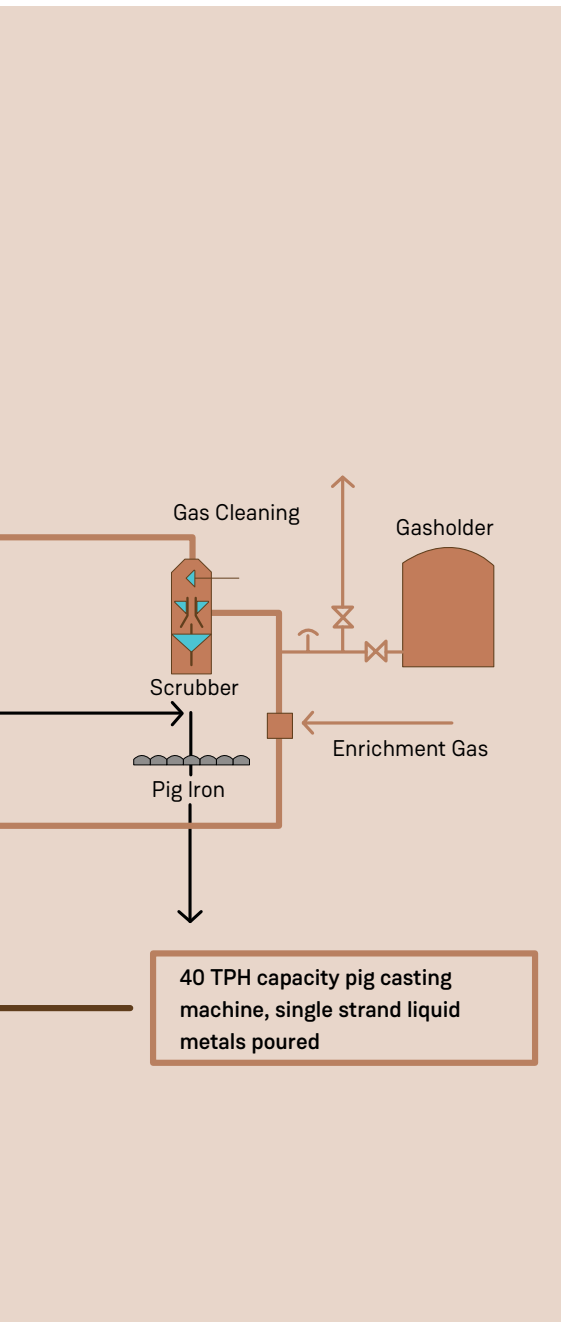 Gas Cleaning
Gasholder
Scrubber
Enrichment Gas
Pig Iron
40 TPH capacity pig casting
machine, single strand liquid
metals poured